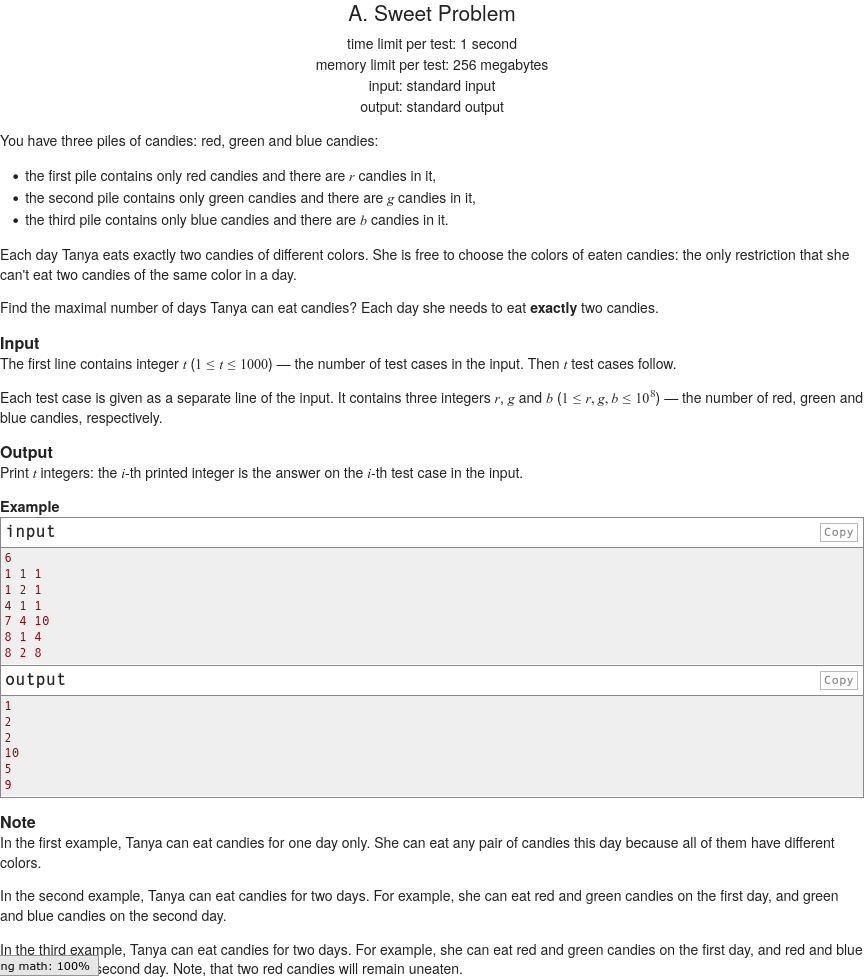 A. Sweet Problem
time limit per test: 1 second
memory limit per test: 256 megabytes
input: standard input
output: standard output
You have three piles of candies: red, green and blue candies:
• the first pile contains only red candies and there are r candies in it,
• the second pile contains only green candies and there are g candies in it,
• the third pile contains only blue candies and there are b candies in it.
Each day Tanya eats exactly two candies of different colors. She is free to choose the colors of eaten candies: the only restriction that she
can't eat two candies of the same color in a day.
Find the maximal number of days Tanya can eat candies? Each day she needs to eat exactly two candies.
Input
The first line contains integer t (1 ≤ t ≤ 1000) — the number of test cases in the input. Then t test cases follow.
Each test case is given as a separate line of the input. It contains three integers r, g and b (1 ≤ r, g, b ≤ 10⁸) — the number of red, green and
blue candies, respectively.
Output
Print t integers: the i-th printed integer is the answer on the i-th test case in the input.
Example
input Copy
6
1 1 1
1 2 1
4 1 1
7 4 10
8 1 4
8 2 8
output Copy
1
2
2
10
5
9
Note
In the first example, Tanya can eat candies for one day only. She can eat any pair of candies this day because all of them have different
colors.
In the second example, Tanya can eat candies for two days. For example, she can eat red and green candies on the first day, and green
and blue candies on the second day.
In the third example, Tanya can eat candies for two days. For example, she can eat red and green candies on the first day, and red and blue
ng math: 100% second day. Note, that two red candies will remain uneaten.